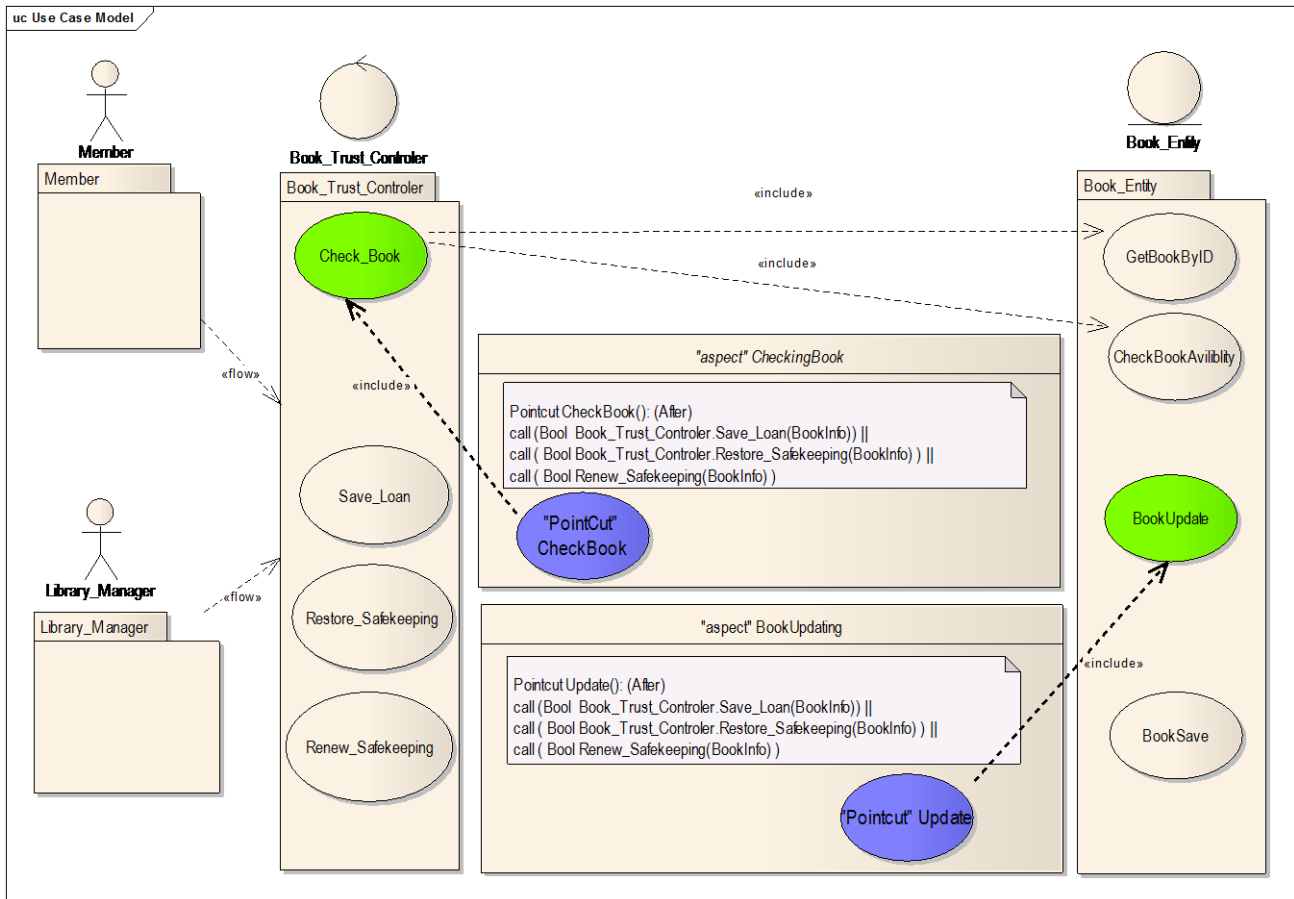 uc Use Case Model
Member
Member
«flow»
Library_Manager
Library_Manager
«flow»
Book_Trust_Controler
Book_Trust_Controler
Check_Book
Save_Loan
Restore_Safekeeping
Renew_Safekeeping
«include»
«include»
«include»
"aspect" CheckingBook
Pointcut CheckBook(): (After)
call (Bool Book_Trust_Controler.Save_Loan(BookInfo)) ||
call ( Bool Book_Trust_Controler.Restore_Safekeeping(BookInfo) ) ||
call ( Bool Renew_Safekeeping(BookInfo) )
"PointCut"
CheckBook
"aspect" BookUpdating
Pointcut Update(): (After)
call (Bool Book_Trust_Controler.Save_Loan(BookInfo)) ||
call ( Bool Book_Trust_Controler.Restore_Safekeeping(BookInfo) ) ||
call ( Bool Renew_Safekeeping(BookInfo) )
"Pointcut" Update
«include»
Book_Entity
Book_Entity
GetBookByID
CheckBookAviliblity
BookUpdate
BookSave